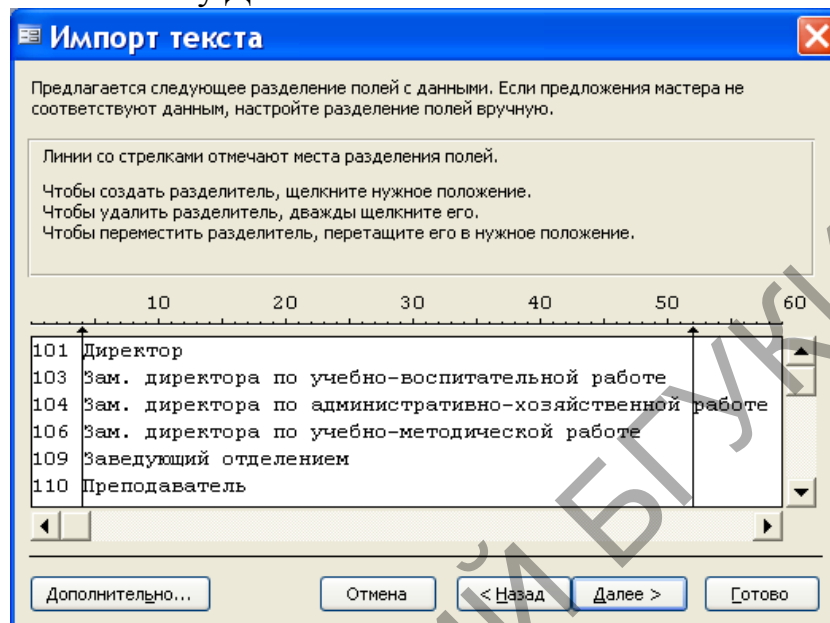 Импорт текста
Предлагается следующее разделение полей с данными. Если предложения мастера не
соответствуют данным, настройте разделение полей вручную.
Линии со стрелками отмечают места разделения полей.
Чтобы создать разделитель, щелкните нужное положение.
Чтобы удалить разделитель, дважды щелкните его.
Чтобы переместить разделитель, перетащите его в нужное положение.
10 20 30 40 50 60
101 Директор
103 Зам. директора по учебно-воспитательной работе
104 Зам. директора по административно-хозяйственной работе
106 Зам. директора по учебно-методической работе
109 Заведующий отделением
110 Преподаватель
Дополнительно... Отмена < Назад Далее > Готово
БГУКИ